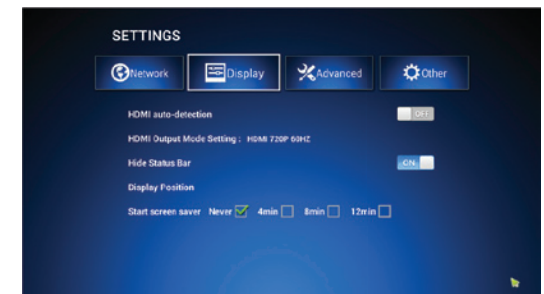 SETTINGS
Network Display Advanced Other
HDMI auto-detection OFF
HDMI Output Mode Setting : HDMI 720P 60HZ
Hide Status Bar ON
Display Position
Start screen saver Never 4min 8min 12min